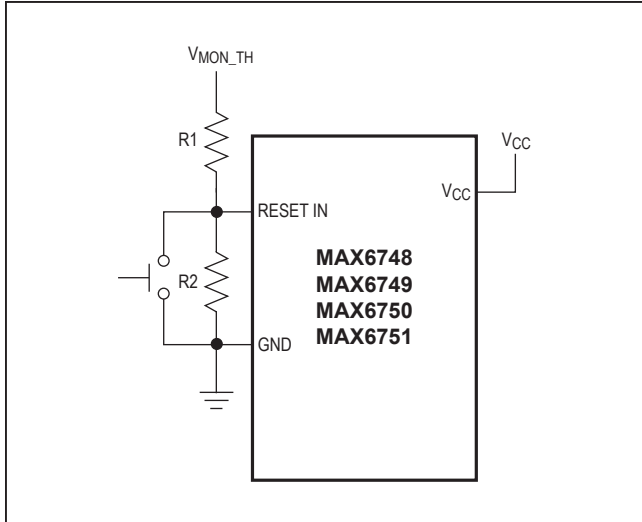 VMON_TH
R1
VCC
VCC
RESET IN
R2
MAX6748
MAX6749
MAX6750
MAX6751
GND